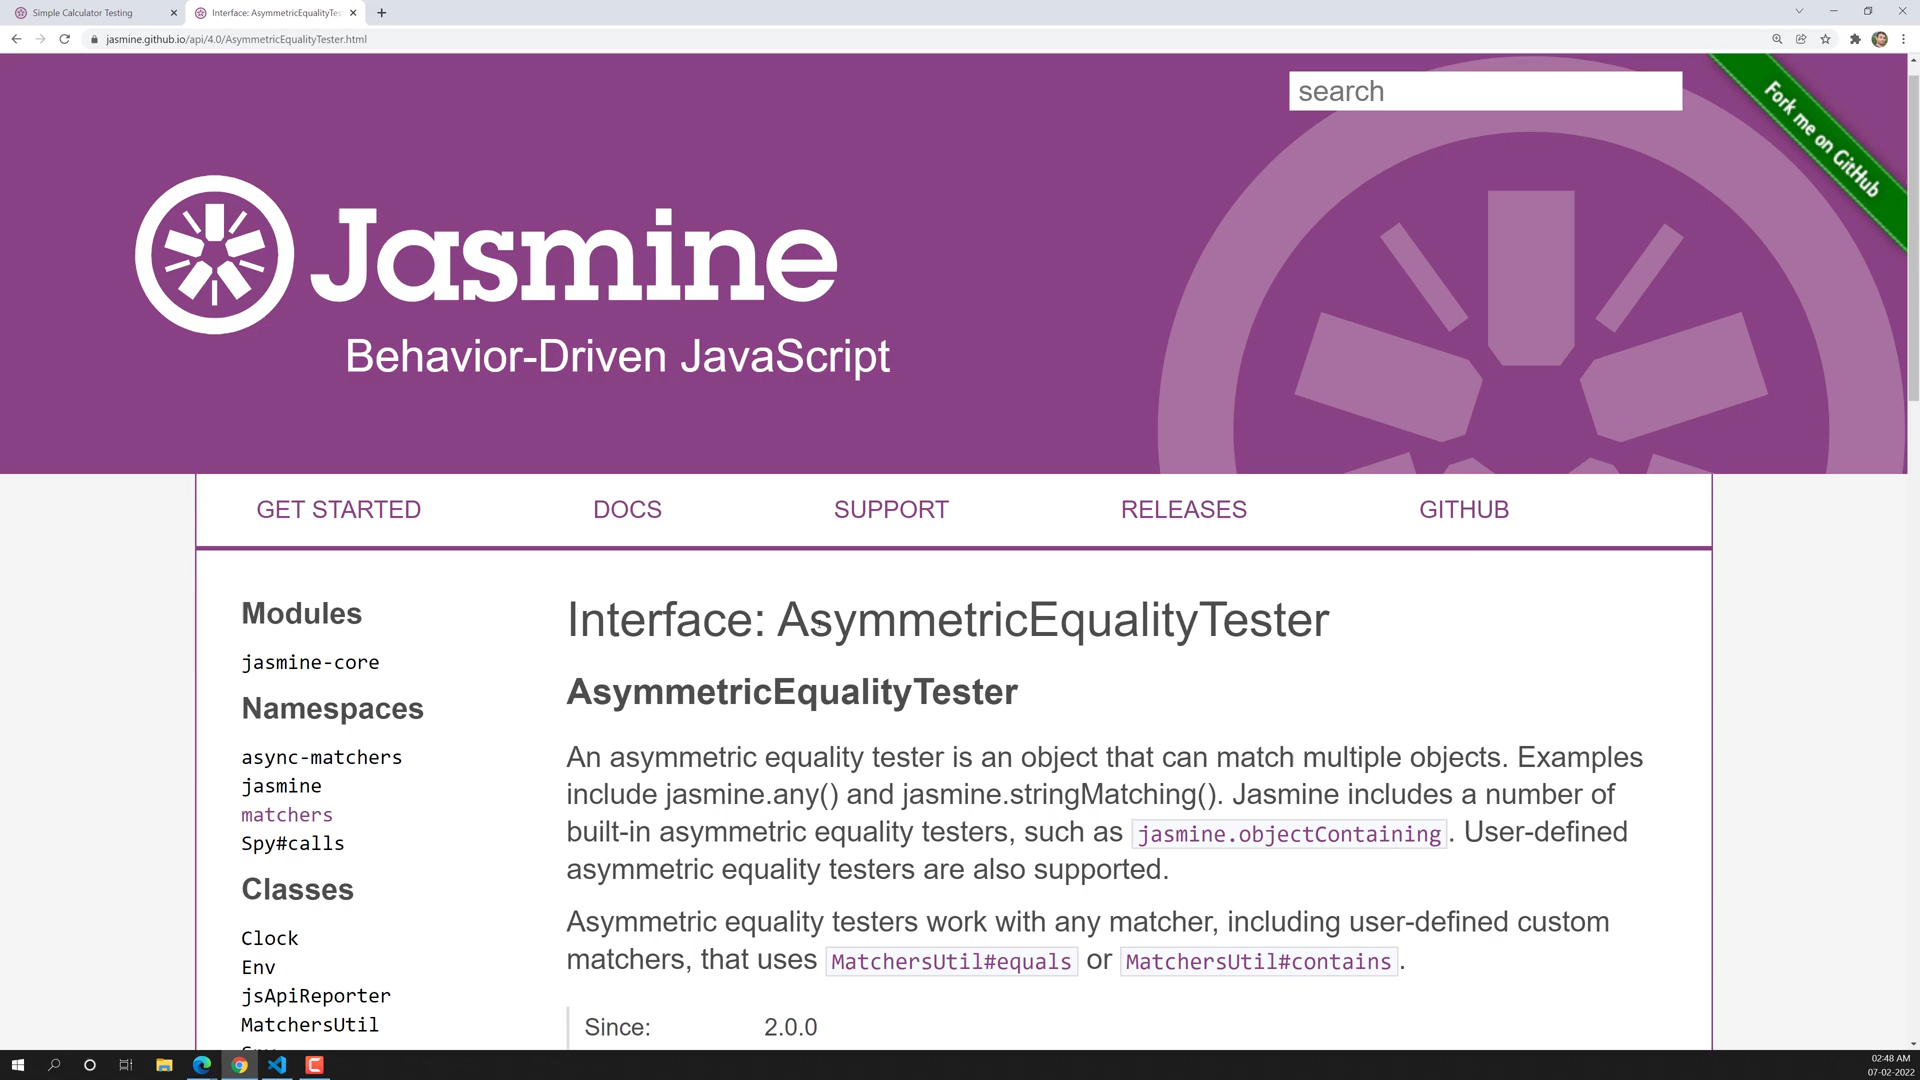 Simple Calculator Testing
Interface: AsymmetricEqualityTes
jasmine.github.io/api/4.0/AsymmetricEqualityTester.html
search
Fork me on GitHub
Jasmine
Behavior-Driven JavaScript
GET STARTED DOCS SUPPORT RELEASES GITHUB
Modules
jasmine-core
Namespaces
async-matchers
jasmine
matchers
Spy#calls
Classes
Clock
Env
jsApiReporter
MatchersUtil
Interface: AsymmetricEqualityTester
AsymmetricEqualityTester
An asymmetric equality tester is an object that can match multiple objects. Examples
include jasmine.any() and jasmine.stringMatching(). Jasmine includes a number of
built-in asymmetric equality testers, such as jasmine.objectContaining. User-defined
asymmetric equality testers are also supported.
Asymmetric equality testers work with any matcher, including user-defined custom
matchers, that uses MatchersUtil#equals or MatchersUtil#contains.
Since: 2.0.0
02:48 AM
07-02-2022